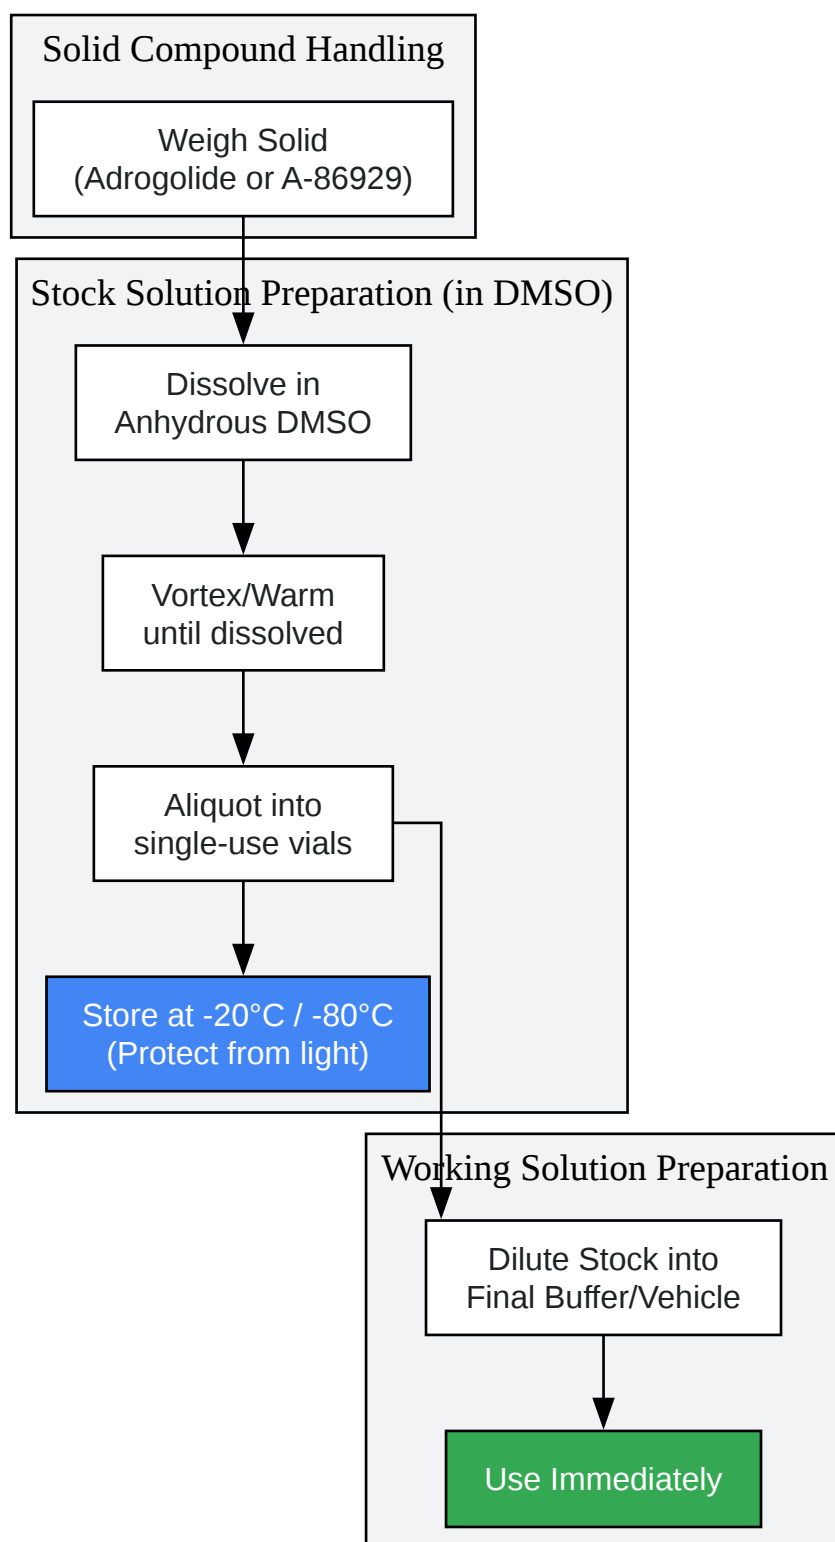 Solid Compound Handling
Weigh Solid
(Adrogolide or A-86929)
Stock Solution Preparation (in DMSO)
Dissolve in
Anhydrous DMSO
Vortex/Warm
until dissolved
Aliquot into
single-use vials
Store at -20°C / -80°C
(Protect from light)
Working Solution Preparation
Dilute Stock into
Final Buffer/Vehicle
Use Immediately